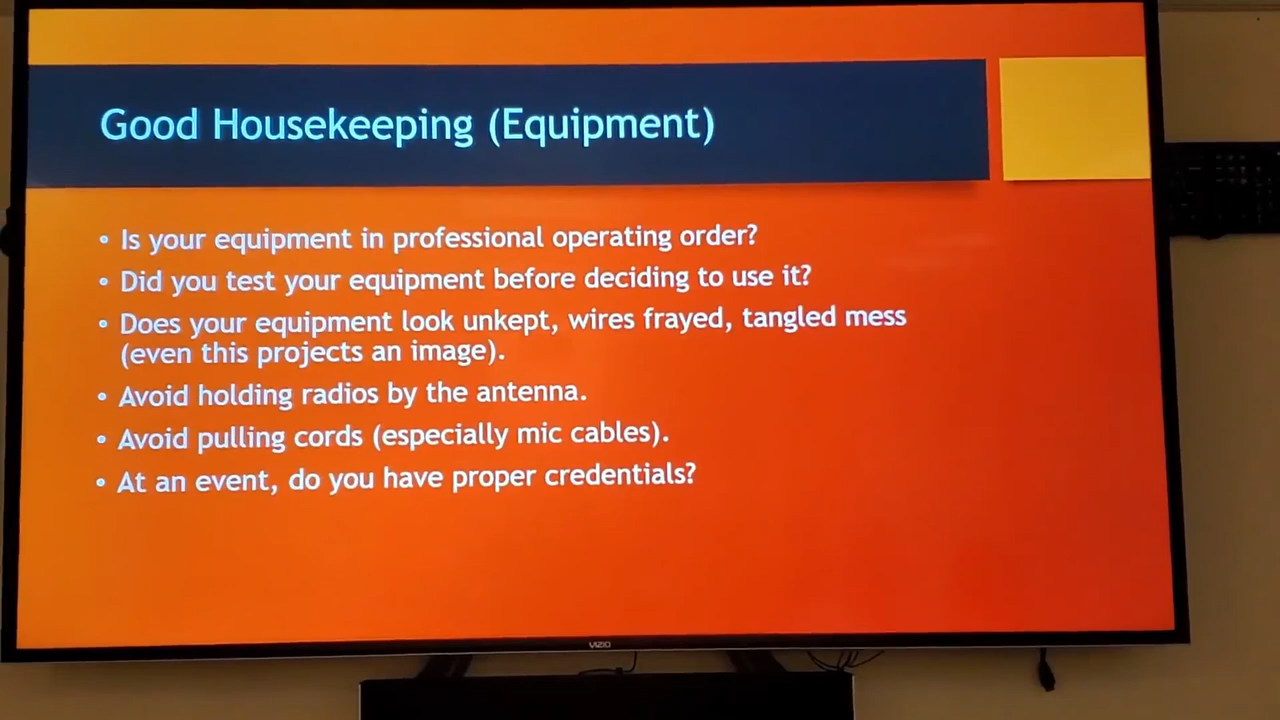 Good Housekeeping (Equipment)
• Is your equipment in professional operating order?
• Did you test your equipment before deciding to use it?
• Does your equipment look unkept, wires frayed, tangled mess
(even this projects an image).
• Avoid holding radios by the antenna.
• Avoid pulling cords (especially mic cables).
• At an event, do you have proper credentials?
VIZIO